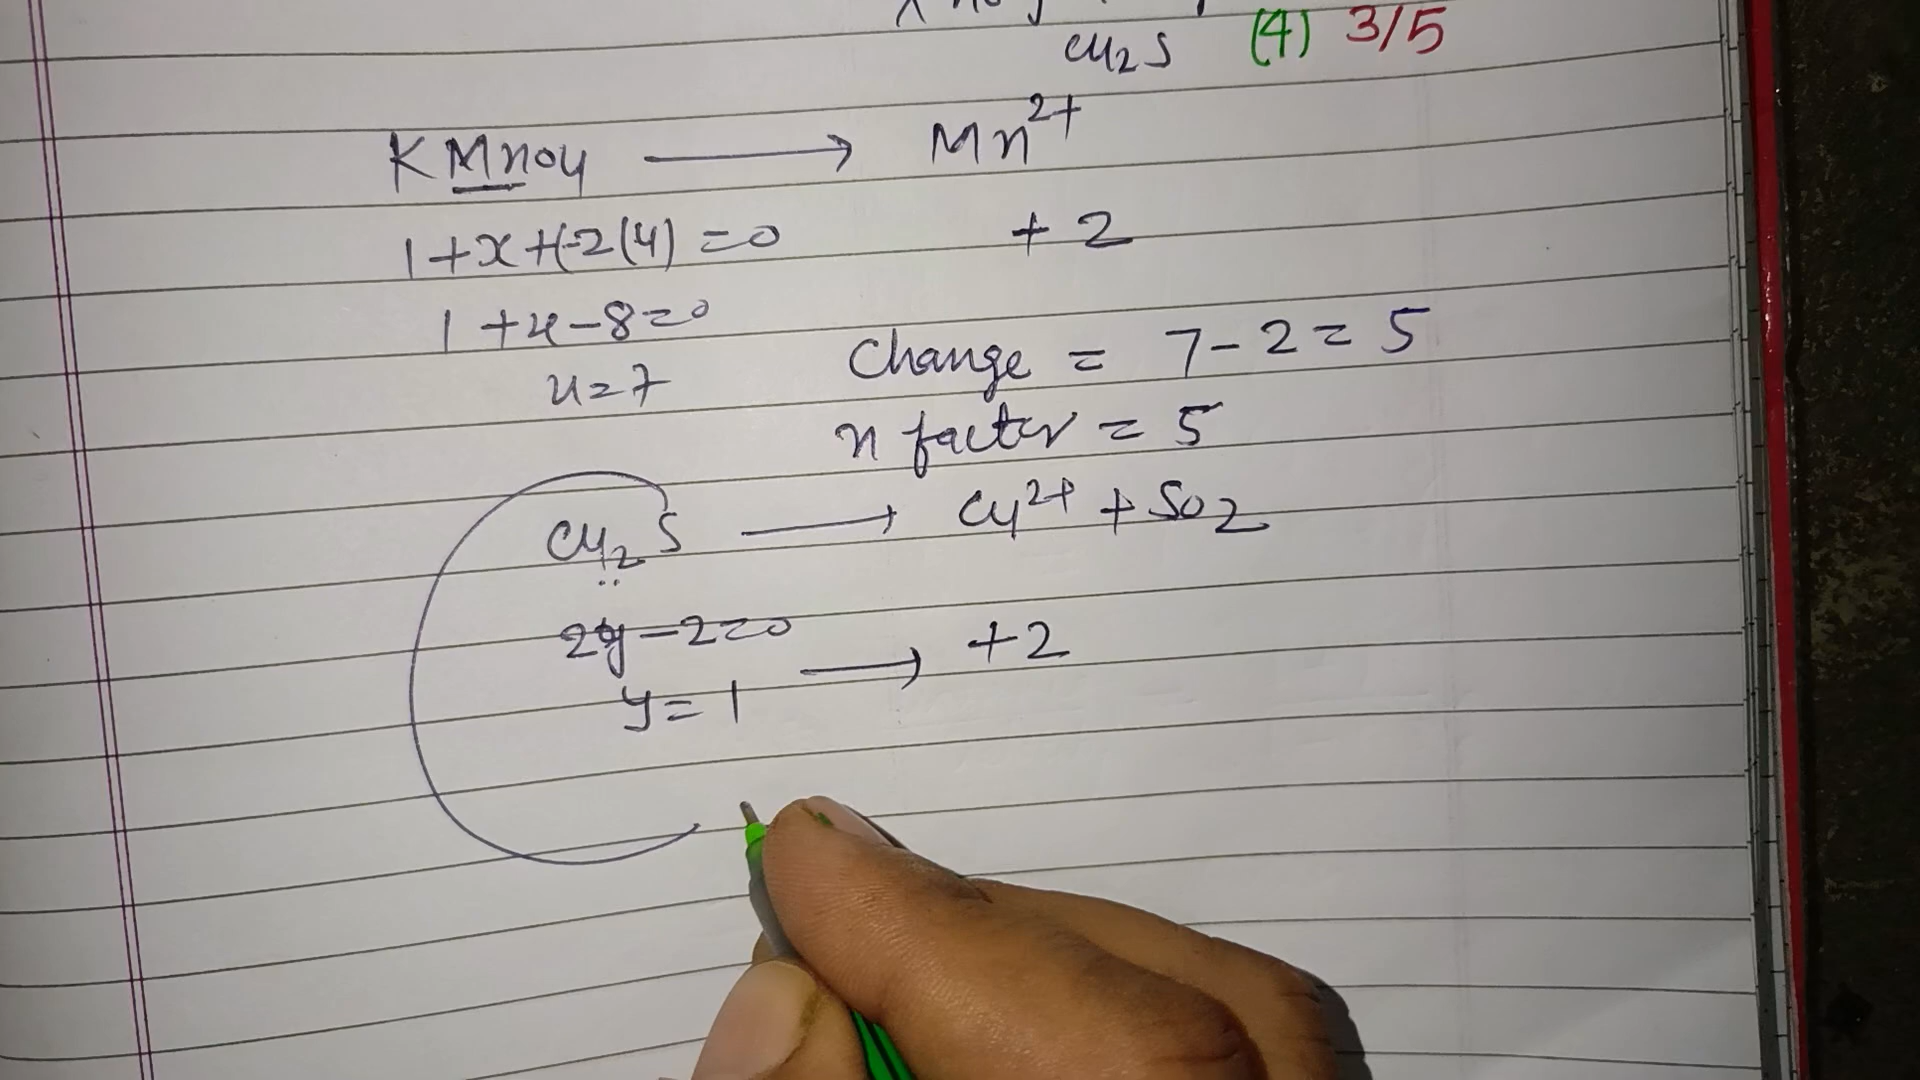 Cu2S (4) 3/5
KMnO4 ⟶ Mn2+
1+x+(-2(4)=0 +2
1+x-8=0
x=7
Change = 7-2=5
n factor = 5
Cu2S ⟶ Cu2+ + SO2
2y-2=0
y=1 ⟶ +2